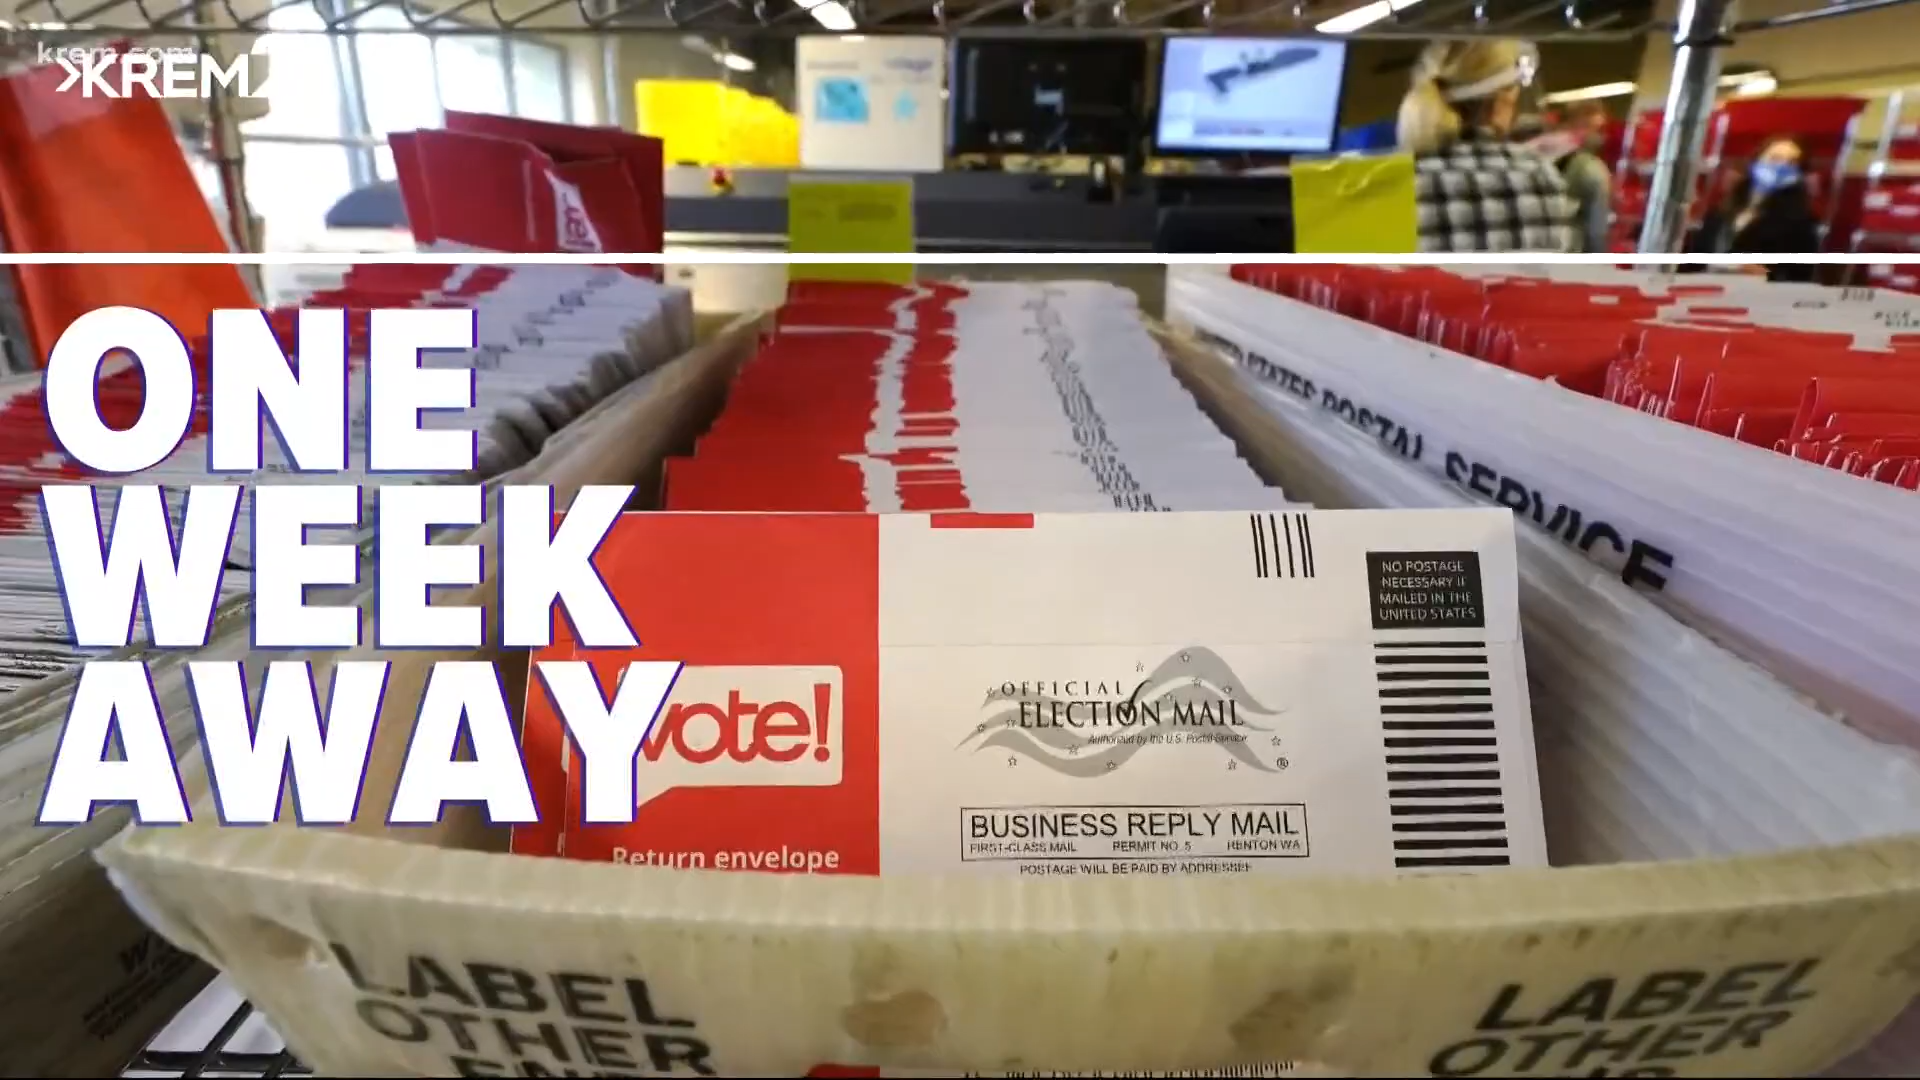 krem.com
KREM2
ONE
WEEK
AWAY
UNITED STATES POSTAL SERVICE
NO POSTAGE
NECESSARY IF
MAILED IN THE
UNITED STATES
vote!
OFFICIAL
ELECTION MAIL
Authorized by the U.S. Postal Service
®
BUSINESS REPLY MAIL
FIRST-CLASS MAIL PERMIT NO. 5 RENTON WA
POSTAGE WILL BE PAID BY ADDRESSEE
Return envelope
LABEL
OTHER
LABEL
OTHER